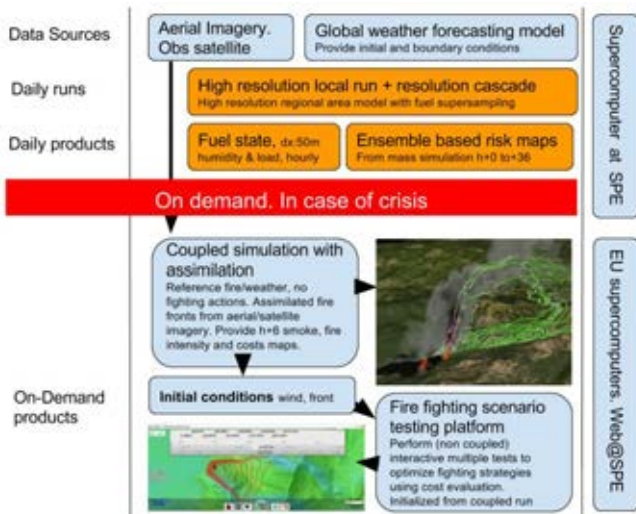 Data Sources
Aerial Imagery.
Obs satellite
Global weather forecasting model
Provide initial and boundary conditions
Daily runs
High resolution local run + resolution cascade
High resolution regional area model with fuel supersampling
Daily products
Fuel state, dx:50m
humidity & load, hourly
Ensemble based risk maps
From mass simulation h+0 to+36
Supercomputer at SPE
On demand. In case of crisis
Coupled simulation with
assimilation
Reference fire/weather, no
fighting actions. Assimilated fire
fronts from aerial/satellite
imagery. Provide h+6 smoke, fire
intensity and costs maps.
On-Demand
products
Initial conditions wind, front
Fire fighting scenario
testing platform
Perform (non coupled)
interactive multiple tests to
optimize fighting strategies
using cost evaluation.
Initialized from coupled run
EU supercomputers. Web@SPE